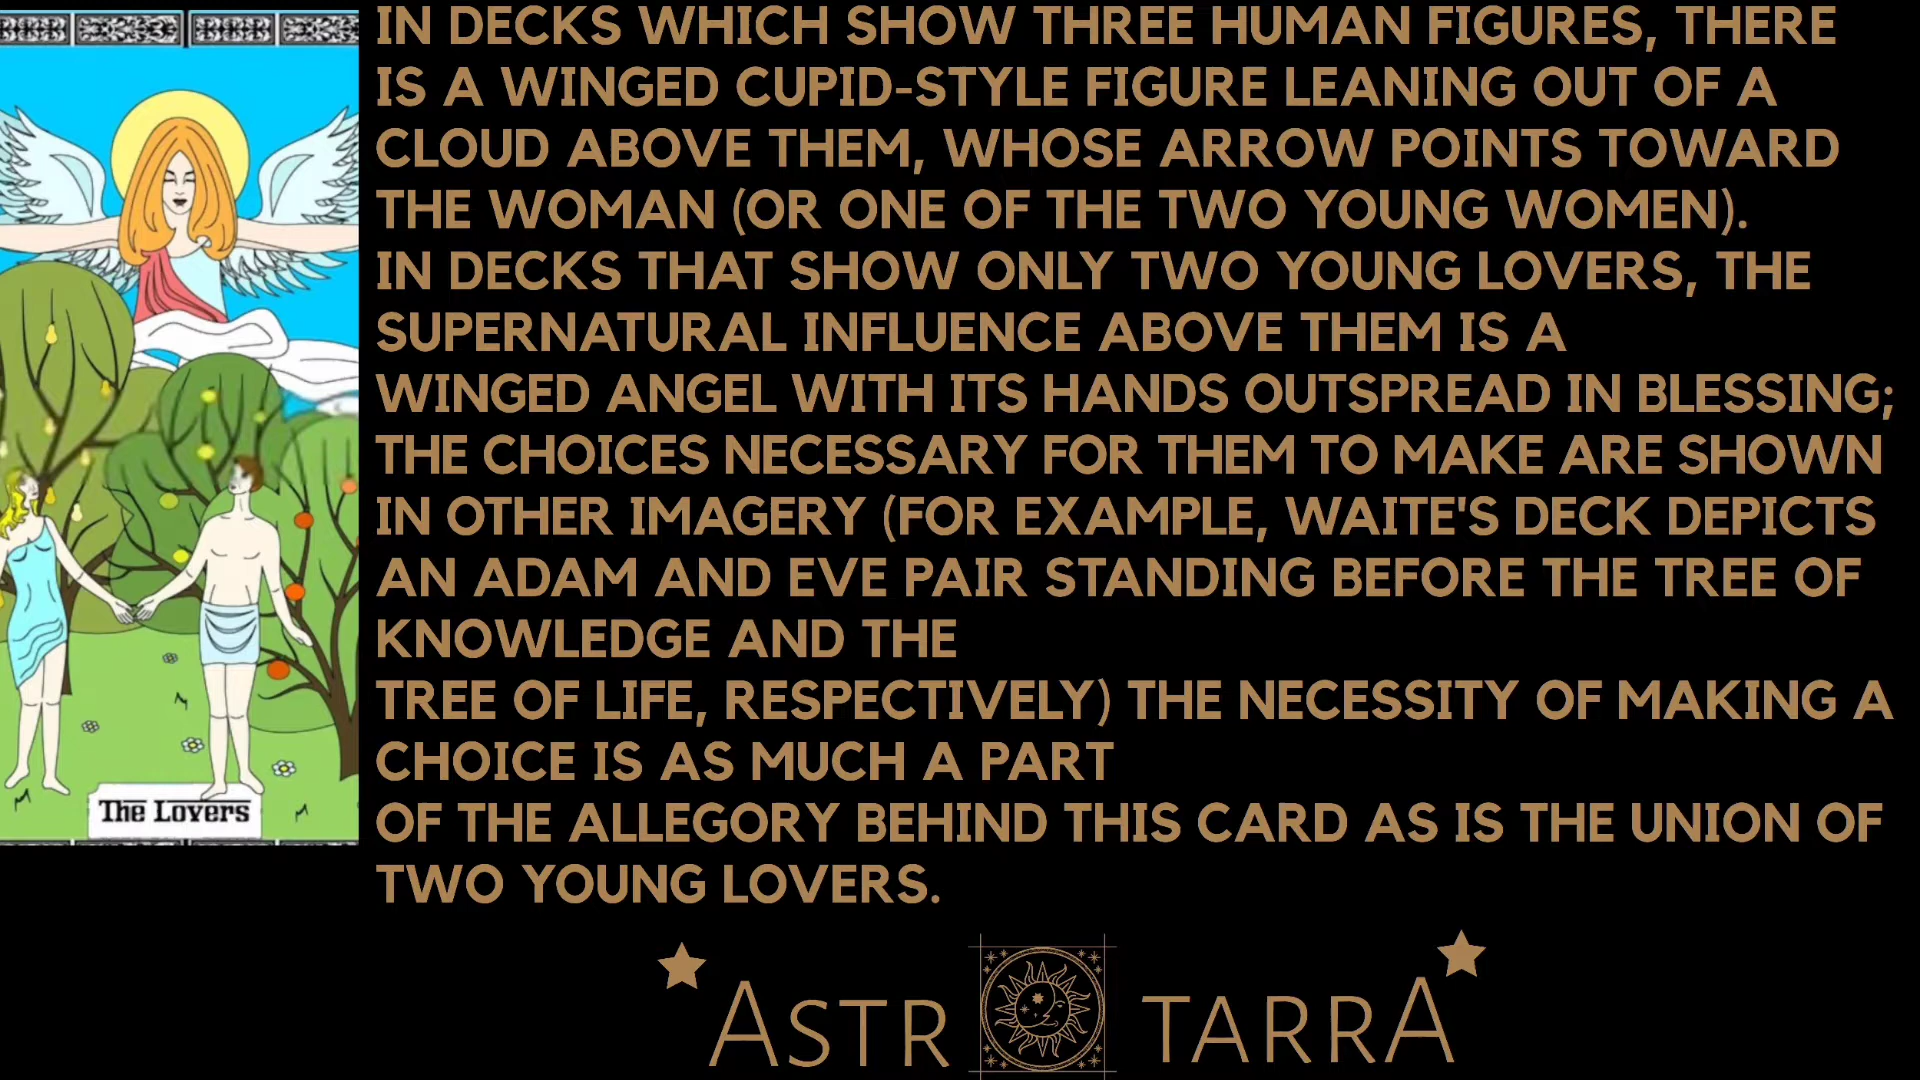 IN DECKS WHICH SHOW THREE HUMAN FIGURES, THERE
IS A WINGED CUPID-STYLE FIGURE LEANING OUT OF A
CLOUD ABOVE THEM, WHOSE ARROW POINTS TOWARD
THE WOMAN (OR ONE OF THE TWO YOUNG WOMEN).
IN DECKS THAT SHOW ONLY TWO YOUNG LOVERS, THE
SUPERNATURAL INFLUENCE ABOVE THEM IS A
WINGED ANGEL WITH ITS HANDS OUTSPREAD IN BLESSING;
THE CHOICES NECESSARY FOR THEM TO MAKE ARE SHOWN
IN OTHER IMAGERY (FOR EXAMPLE, WAITE'S DECK DEPICTS
AN ADAM AND EVE PAIR STANDING BEFORE THE TREE OF
KNOWLEDGE AND THE
TREE OF LIFE, RESPECTIVELY) THE NECESSITY OF MAKING A
CHOICE IS AS MUCH A PART
OF THE ALLEGORY BEHIND THIS CARD AS IS THE UNION OF
TWO YOUNG LOVERS.
The Lovers
ASTR TARRA